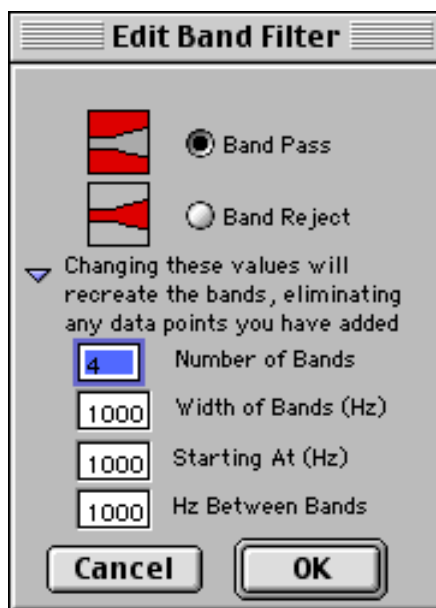 Edit Band Filter
Band Pass
Band Reject
Changing these values will
recreate the bands, eliminating
any data points you have added
4 Number of Bands
1000 Width of Bands (Hz)
1000 Starting At (Hz)
1000 Hz Between Bands
Cancel OK